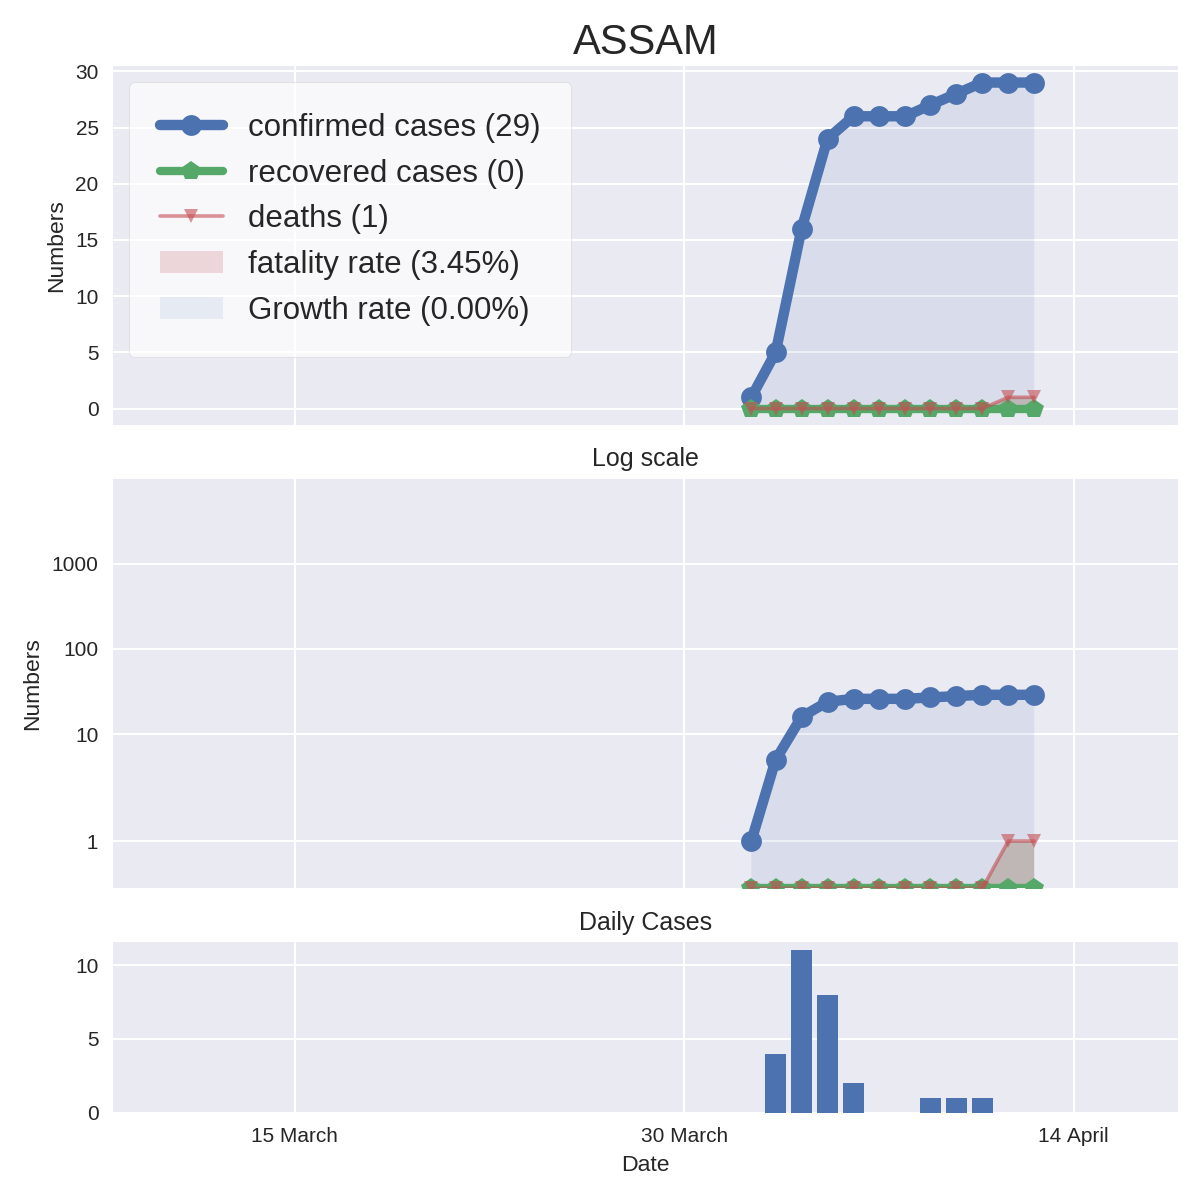 ASSAM
30
25
20
15
10
5
0
Numbers
confirmed cases (29)
recovered cases (0)
deaths (1)
fatality rate (3.45%)
Growth rate (0.00%)
Log scale
1000
100
10
1
Numbers
Daily Cases
10
5
0
15 March
30 March
14 April
Date